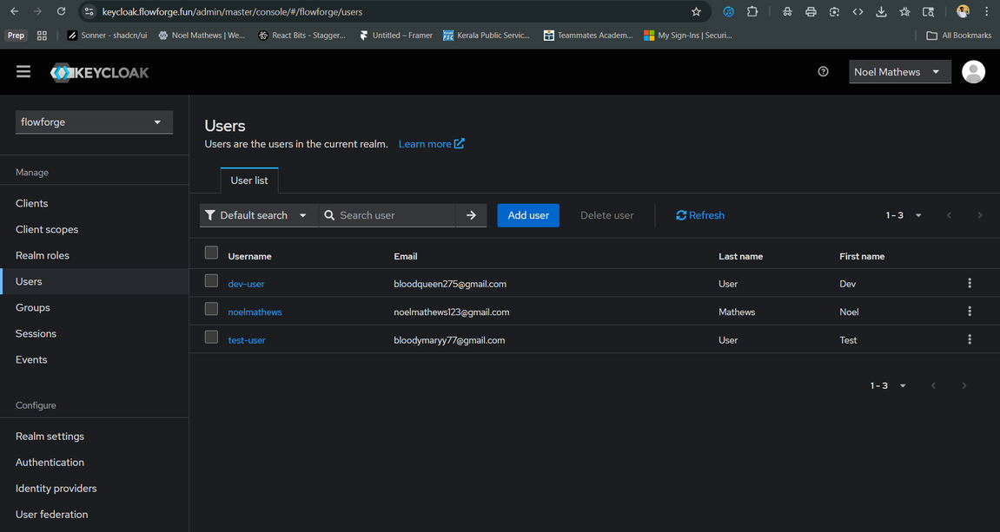 keycloak.flowforge.fun/admin/master/console/#/flowforge/users
Prep
Sonner - shadcn/ui
Noel Mathews | We...
React Bits - Stagger...
Untitled – Framer
Kerala Public Servic...
Teammates Academ...
My Sign-Ins | Securi...
All Bookmarks
KEYCLOAK
Noel Mathews
flowforge
Manage
Clients
Client scopes
Realm roles
Users
Groups
Sessions
Events
Configure
Realm settings
Authentication
Identity providers
User federation
Users
Users are the users in the current realm. Learn more
User list
Default search
Search user
Add user
Delete user
Refresh
1 - 3
Username Email Last name First name
dev-user bloodqueen275@gmail.com User Dev
noelmathews noelmathews123@gmail.com Mathews Noel
test-user bloodymaryy77@gmail.com User Test
1 - 3